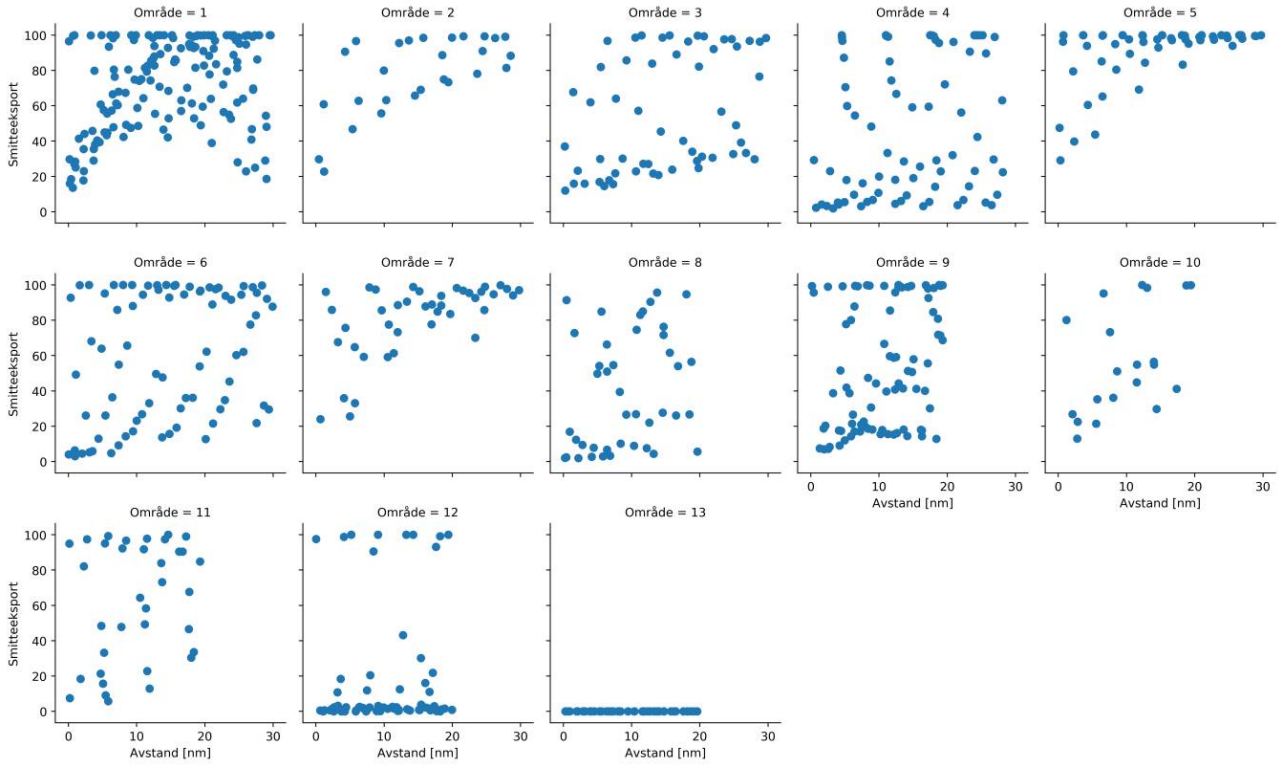 Område = 1 Område = 2 Område = 3 Område = 4 Område = 5
100
80
60
40
20
0
Smitteeksport
Område = 6 Område = 7 Område = 8 Område = 9 Område = 10
100
80
60
40
20
0
Smitteeksport
0 10 20 30 0 10 20 30
Avstand [nm] Avstand [nm]
Område = 11 Område = 12 Område = 13
100
80
60
40
20
0
Smitteeksport
0 10 20 30 0 10 20 30 0 10 20 30
Avstand [nm] Avstand [nm] Avstand [nm]